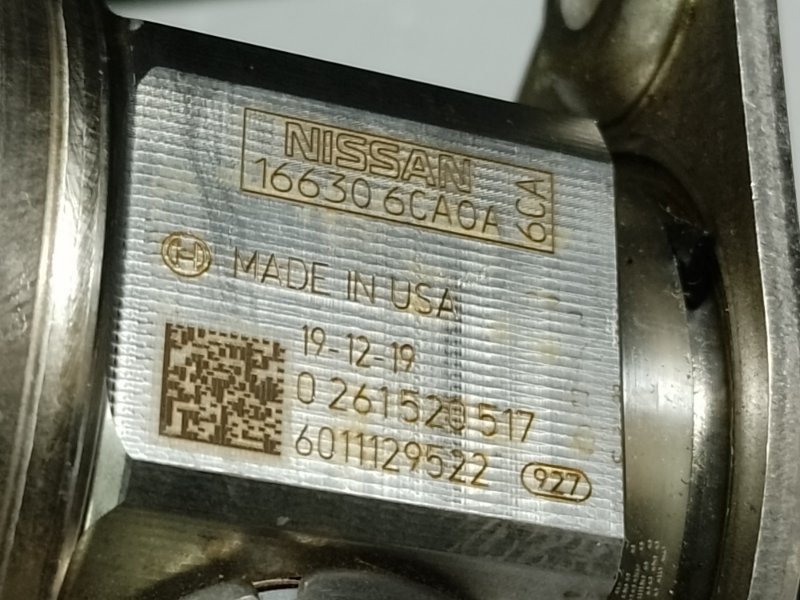 NISSAN
16630 6CA0A 6CA
MADE IN USA
19-12-19
0 261 520 517
6011129522 927